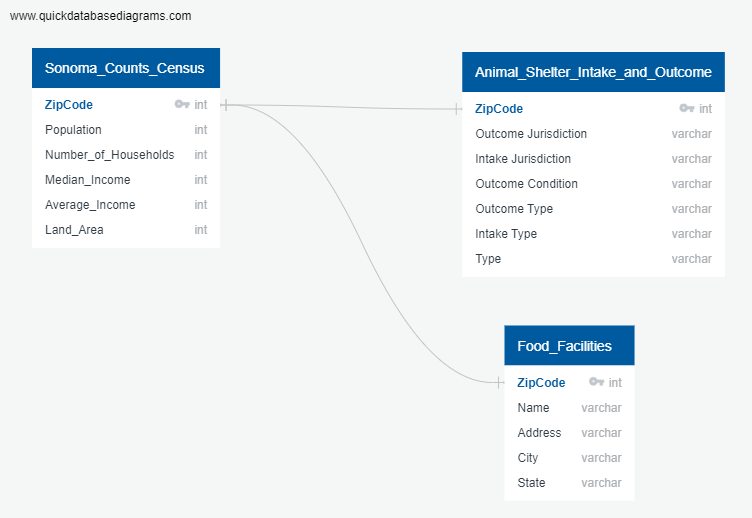 www.quickdatabasediagrams.com
Sonoma_Counts_Census
ZipCode int
Population int
Number_of_Households int
Median_Income int
Average_Income int
Land_Area int
Animal_Shelter_Intake_and_Outcome
ZipCode int
Outcome Jurisdiction varchar
Intake Jurisdiction varchar
Outcome Condition varchar
Outcome Type varchar
Intake Type varchar
Type varchar
Food_Facilities
ZipCode int
Name varchar
Address varchar
City varchar
State varchar